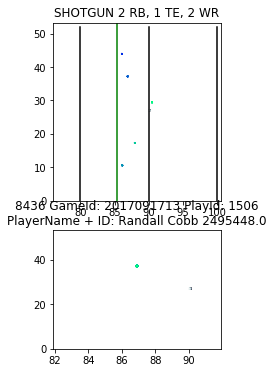 SHOTGUN 2 RB, 1 TE, 2 WR
50
40
30
20
10
0
80 85 90 95 100
8436 GameId: 2017091713 PlayId: 1506
PlayerName + ID: Randall Cobb 2495448.0
40
20
0
82 84 86 88 90